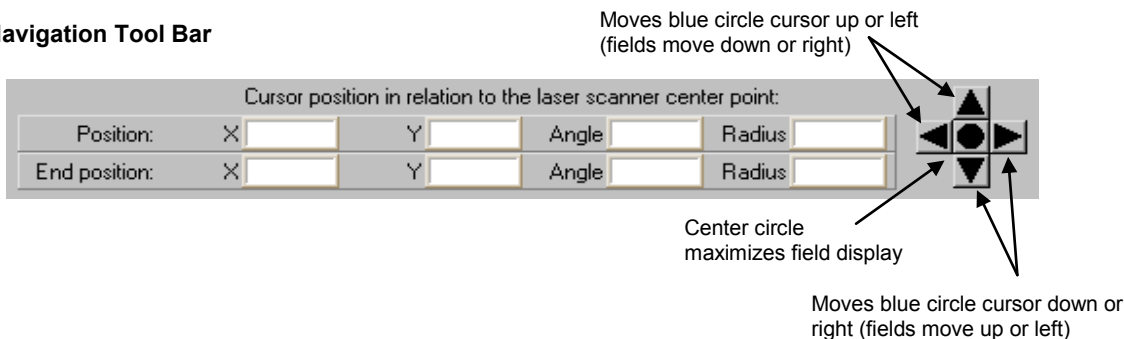 Moves blue circle cursor up or left
(fields move down or right)
avigation Tool Bar
Cursor position in relation to the laser scanner center point:
Position: X Y Angle Radius
End position: X Y Angle Radius
Center circle
maximizes field display
Moves blue circle cursor down or
right (fields move up or left)